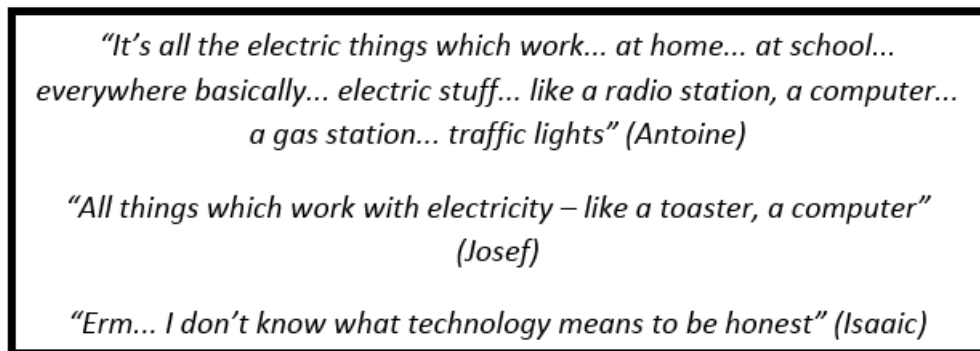 “It’s all the electric things which work... at home... at school...
everywhere basically... electric stuff... like a radio station, a computer...
a gas station... traffic lights” (Antoine)
“All things which work with electricity – like a toaster, a computer”
(Josef)
“Erm... I don’t know what technology means to be honest” (Isaaic)